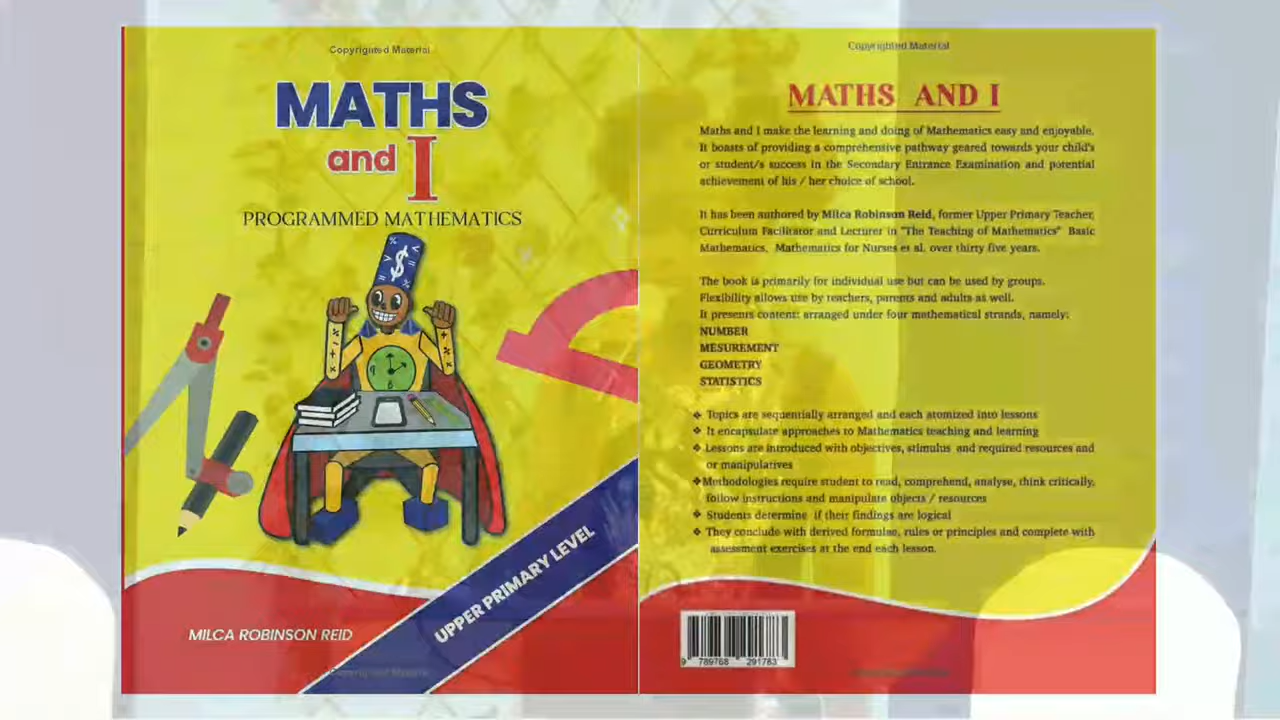 Copyrighted Material
MATHS
and I
PROGRAMMED MATHEMATICS
UPPER PRIMARY LEVEL
MILCA ROBINSON REID
Copyrighted Material
Copyrighted Material
MATHS AND I
Maths and I make the learning and doing of Mathematics easy and enjoyable.
It boasts of providing a comprehensive pathway geared towards your child's
or student/s success in the Secondary Entrance Examination and potential
achievement of his / her choice of school.
It has been authored by Milca Robinson Reid, former Upper Primary Teacher,
Curriculum Facilitator and Lecturer in "The Teaching of Mathematics" Basic
Mathematics, Mathematics for Nurses et al. over thirty five years.
The book is primarily for individual use but can be used by groups.
Flexibility allows use by teachers, parents and adults as well.
It presents content: arranged under four mathematical strands, namely:
NUMBER
MESUREMENT
GEOMETRY
STATISTICS
❖ Topics are sequentially arranged and each atomized into lessons
❖ It encapsulate approaches to Mathematics teaching and learning
❖ Lessons are introduced with objectives, stimulus and required resources and
or manipulatives
❖Methodologies require student to read, comprehend, analyse, think critically,
follow instructions and manipulate objects / resources
❖ Students determine if their findings are logical
❖ They conclude with derived formulae, rules or principles and complete with
assessment exercises at the end each lesson.
9 789768 291783